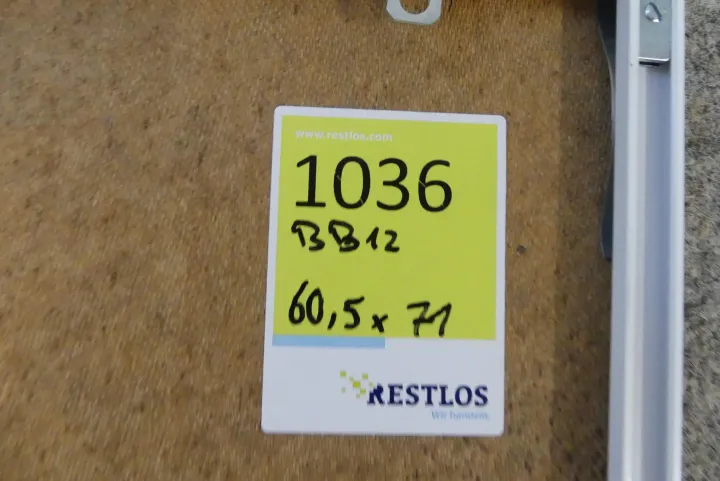 www.restlos.com
1036
BB12
60,5 x 71
RESTLOS
Wir handeln.